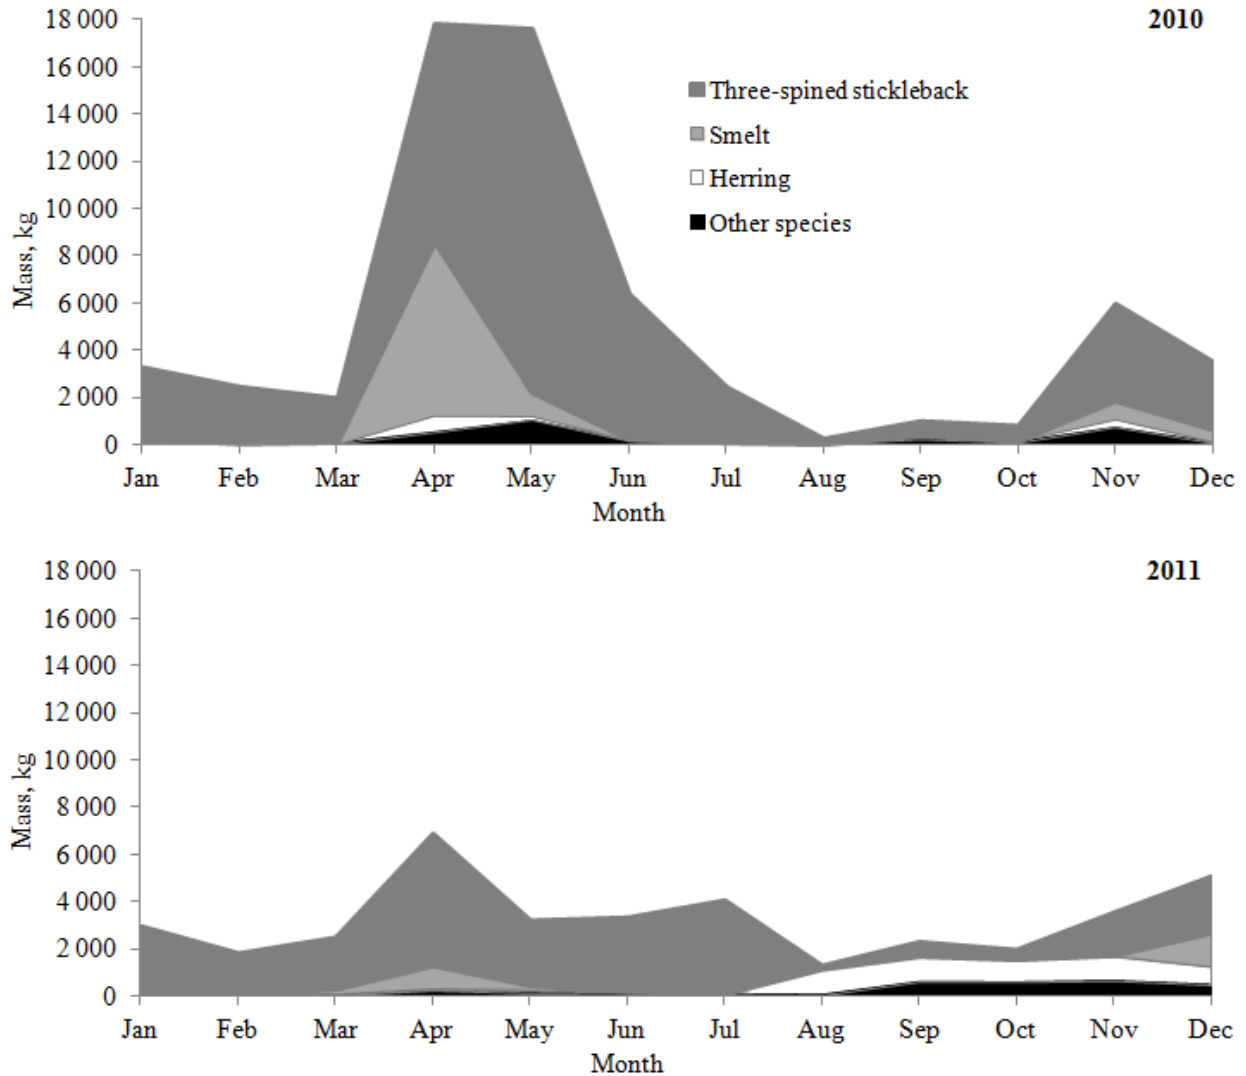 18 000
2010
16 000
14 000
12 000
10 000
8 000
6 000
4 000
2 000
0
Mass, kg
Three-spined stickleback
Smelt
Herring
Other species
Jan Feb Mar Apr May Jun Jul Aug Sep Oct Nov Dec
Month
18 000
2011
16 000
14 000
12 000
10 000
8 000
6 000
4 000
2 000
0
Mass, kg
Jan Feb Mar Apr May Jun Jul Aug Sep Oct Nov Dec
Month